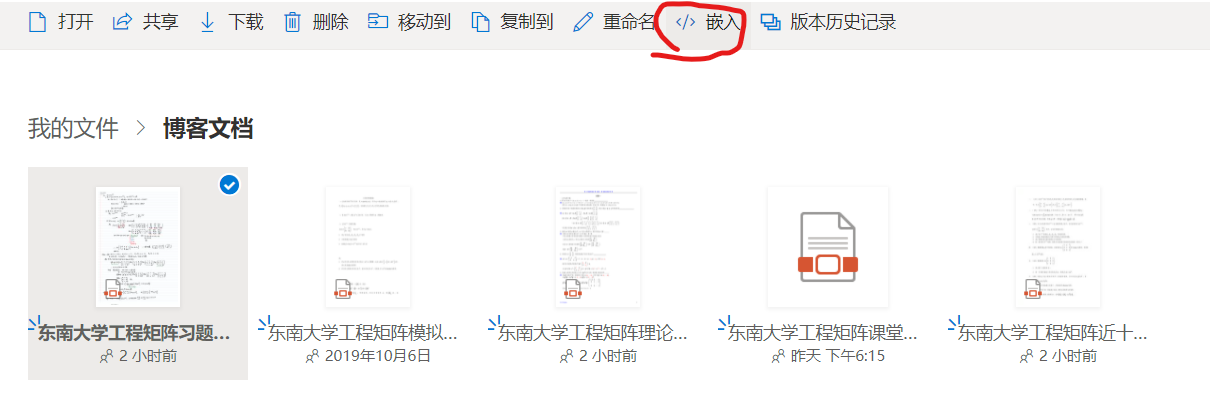 打开 共享 下载 删除 移动到 复制到 重命名 </> 嵌入 版本历史记录
我的文件 > 博客文档
东南大学工程矩阵习题... 东南大学工程矩阵模拟... 东南大学工程矩阵理论... 东南大学工程矩阵课堂... 东南大学工程矩阵近十...
2 小时前 2019年10月6日 2 小时前 昨天 下午6:15 2 小时前